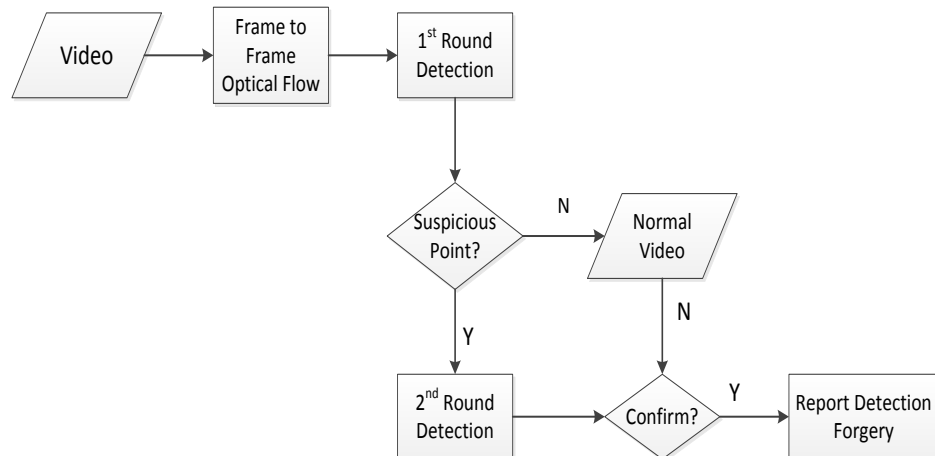 Video
Frame to
Frame
Optical Flow
1st Round
Detection
Suspicious
Point?
N
Normal
Video
Y
N
2nd Round
Detection
Confirm?
Y
Report Detection
Forgery